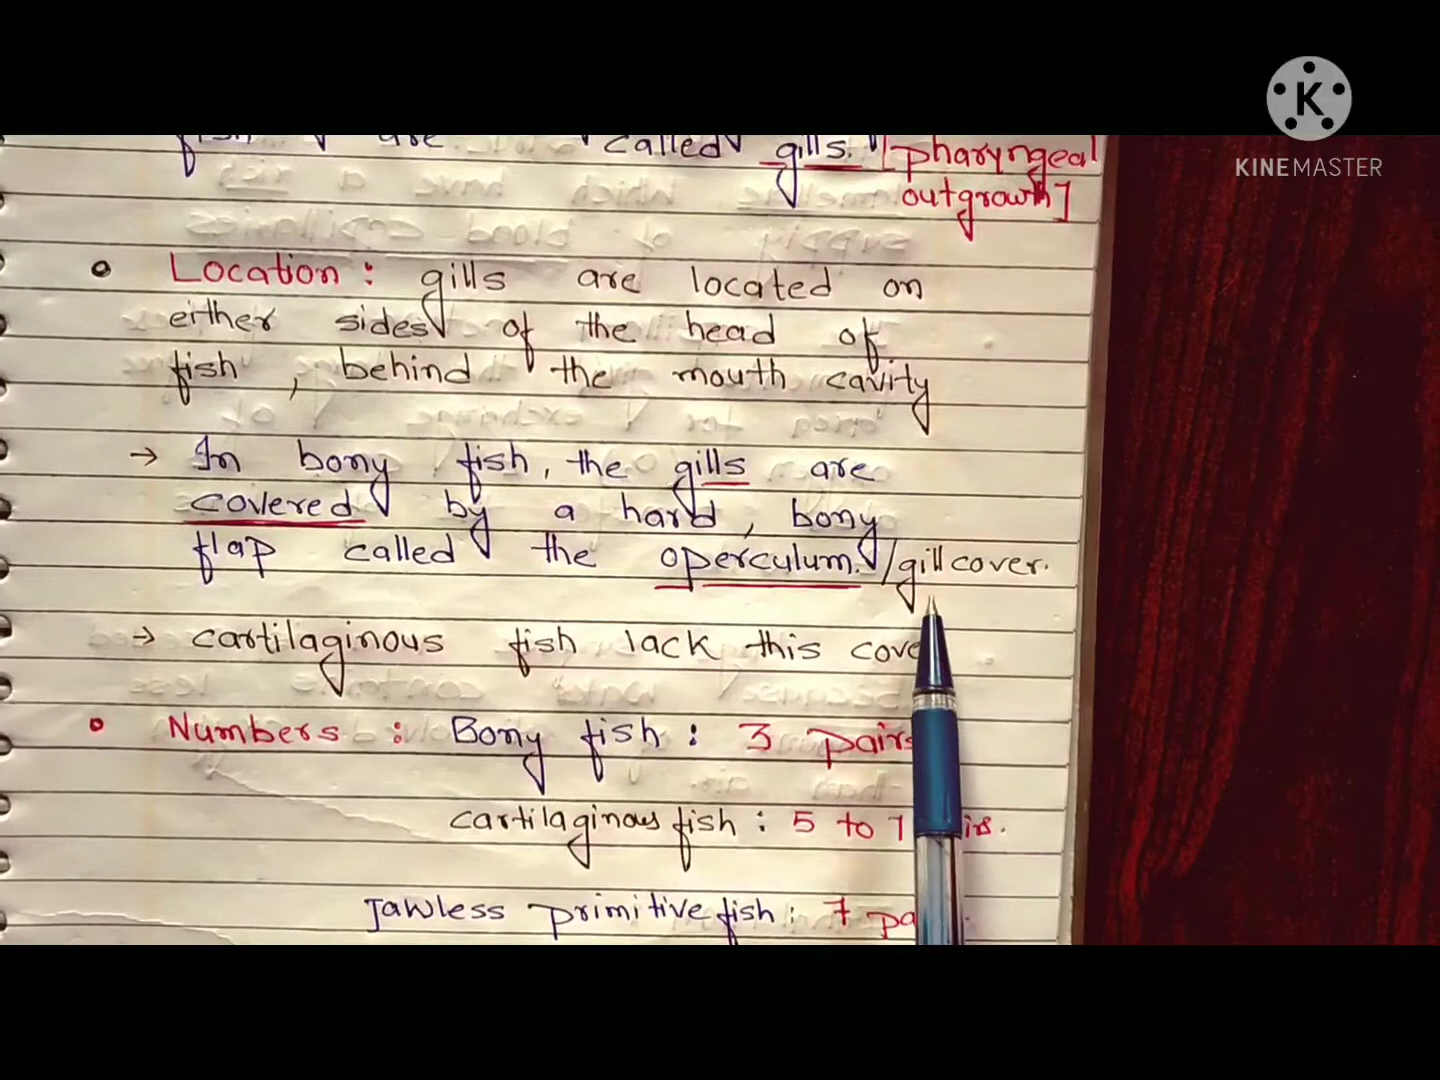 are called gills. [pharyngeal
outgrowth]
KINEMASTER
• Location: gills are located on
either sides of the head of
fish, behind the mouth cavity
→ In bony fish, the gills are
covered by a hard, bony
flap called the operculum. /gill cover.
→ cartilaginous fish lack this
• Numbers : Bony fish : 3 pairs
cartilaginous fish : 5 to 7
Jawless primitive fish : 7